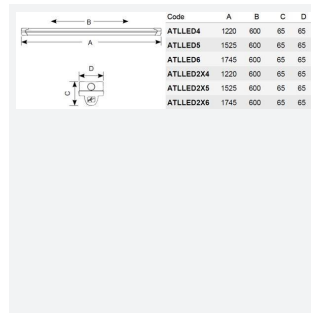 B
A
D
C
Code A B C D
ATLLED4 1220 600 65 65
ATLLED5 1525 600 65 65
ATLLED6 1745 600 65 65
ATLLED2X4 1220 600 65 65
ATLLED2X5 1525 600 65 65
ATLLED2X6 1745 600 65 65